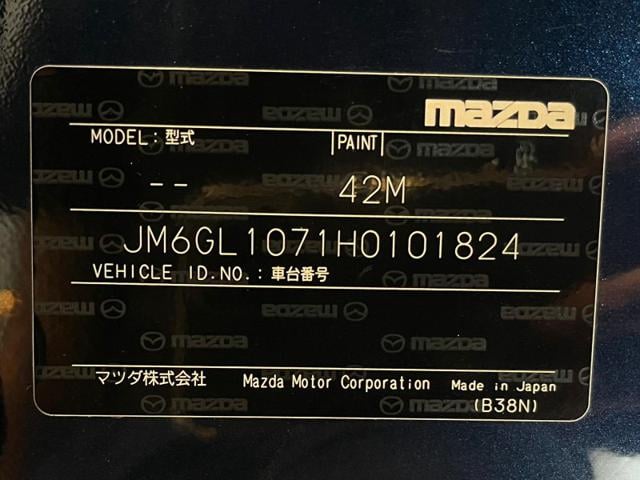 mazda
MODEL：型式 PAINT
-- 42M
JM6GL1071H0101824
VEHICLE ID.NO.：車台番号
マツダ株式会社 Mazda Motor Corporation Made in Japan
(B38N)